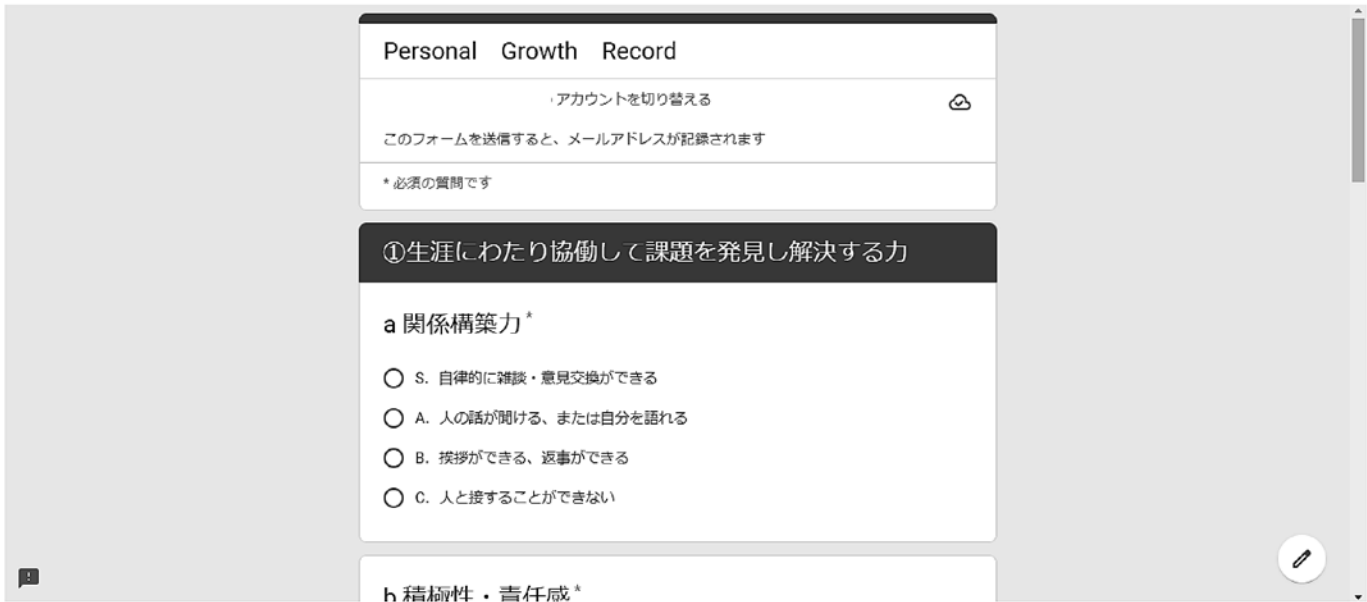 Personal Growth Record
アカウントを切り替える
このフォームを送信すると、メールアドレスが記録されます
* 必須の質問です
①生涯にわたり協働して課題を発見し解決する力
a 関係構築力 *
S. 自律的に雑談・意見交換ができる
A. 人の話が聞ける、または自分を語れる
B. 挨拶ができる、返事ができる
C. 人と接することができない
b 積極性・責任感 *